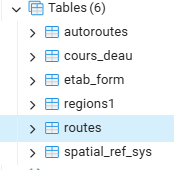 Tables (6)
autoroutes
cours_deau
etab_form
regions1
routes
spatial_ref_sys